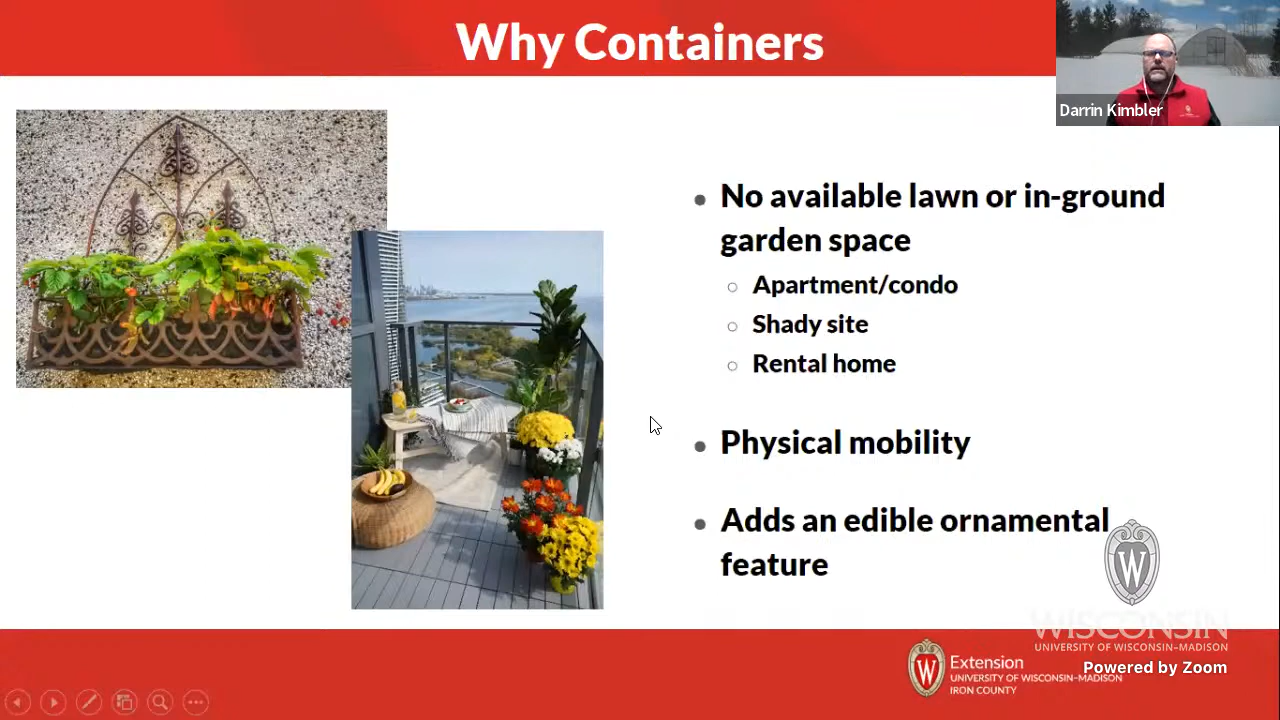 Why Containers
Darrin Kimbler
No available lawn or in-ground
garden space
Apartment/condo
Shady site
Rental home
Physical mobility
Adds an edible ornamental
feature
W
WISCONSIN
UNIVERSITY OF WISCONSIN–MADISON
Powered by Zoom
W
Extension
UNIVERSITY OF WISCONSIN–MADISON
IRON COUNTY